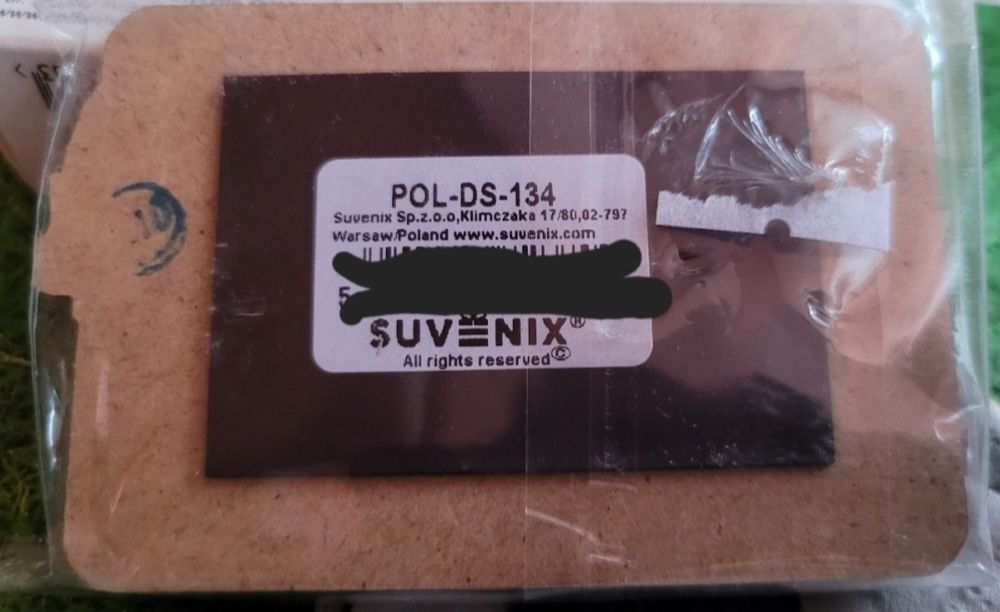 POL-DS-134
Suvenix Sp.z.o.o,Klimczaka 17/80,02-797
Warsaw/Poland www.suvenix.com
5
SUVENIX®
All rights reserved©